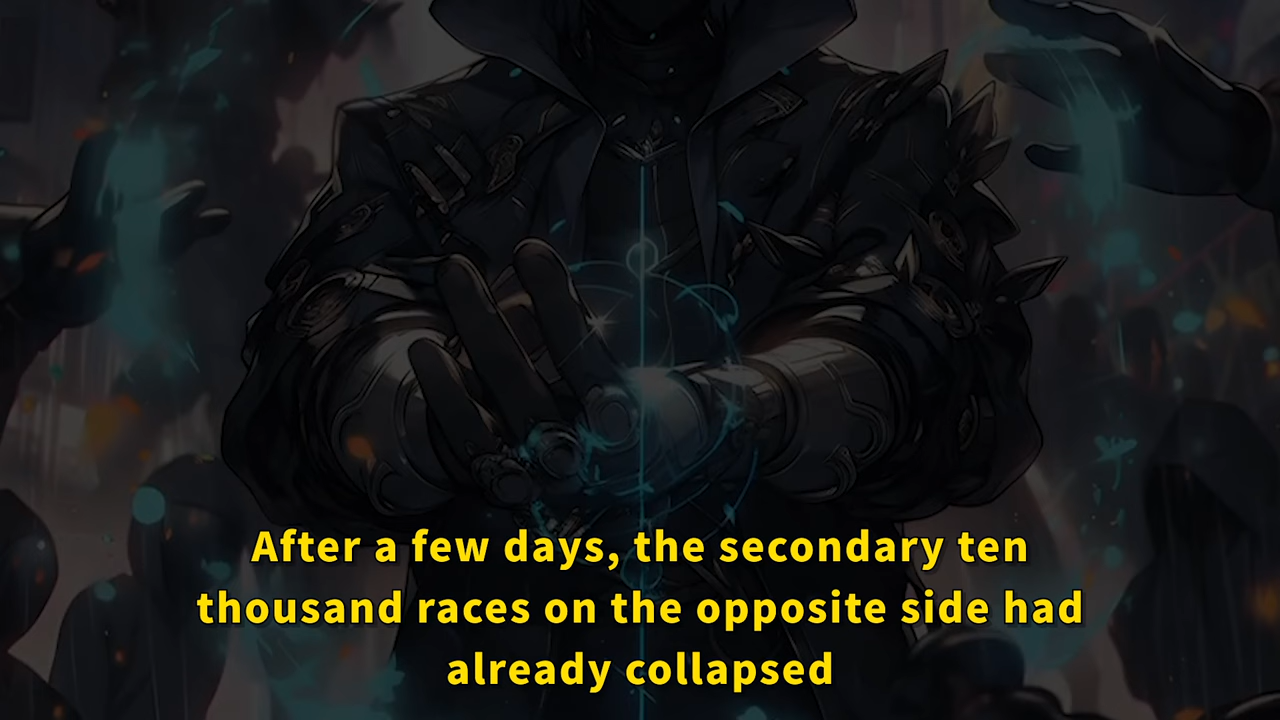 After a few days, the secondary ten
thousand races on the opposite side had
already collapsed